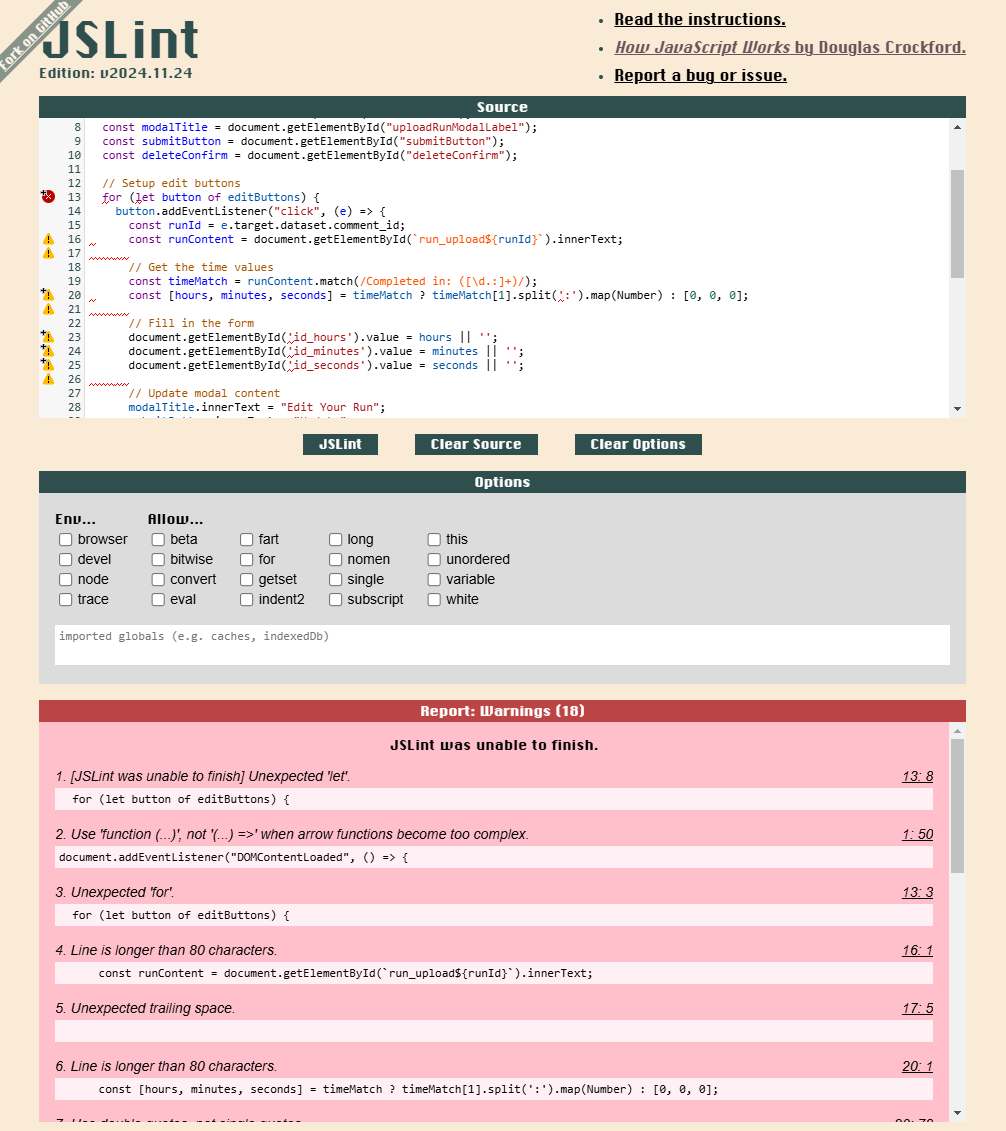 Fork on GitHub
JSLint
Edition: v2024.11.24
Read the instructions.
How JavaScript Works by Douglas Crockford.
Report a bug or issue.
Source
8 const modalTitle = document.getElementById("uploadRunModalLabel");
9 const submitButton = document.getElementById("submitButton");
10 const deleteConfirm = document.getElementById("deleteConfirm");
11
12 // Setup edit buttons
13 for (let button of editButtons) {
14 button.addEventListener("click", (e) => {
15 const runId = e.target.dataset.comment_id;
16 const runContent = document.getElementById(`run_upload${runId}`).innerText;
17
18 // Get the time values
19 const timeMatch = runContent.match(/Completed in: ([\d.:]+)/);
20 const [hours, minutes, seconds] = timeMatch ? timeMatch[1].split(':').map(Number) : [0, 0, 0];
21
22 // Fill in the form
23 document.getElementById('id_hours').value = hours || '';
24 document.getElementById('id_minutes').value = minutes || '';
25 document.getElementById('id_seconds').value = seconds || '';
26
27 // Update modal content
28 modalTitle.innerText = "Edit Your Run";
JSLint Clear Source Clear Options
Options
Env... Allow...
browser beta fart long this
devel bitwise for nomen unordered
node convert getset single variable
trace eval indent2 subscript white
imported globals (e.g. caches, indexedDb)
Report: Warnings (18)
JSLint was unable to finish.
1. [JSLint was unable to finish] Unexpected 'let'. 13: 8
for (let button of editButtons) {
2. Use 'function (...)', not '(...) =>' when arrow functions become too complex. 1: 50
document.addEventListener("DOMContentLoaded", () => {
3. Unexpected 'for'. 13: 3
for (let button of editButtons) {
4. Line is longer than 80 characters. 16: 1
const runContent = document.getElementById(`run_upload${runId}`).innerText;
5. Unexpected trailing space. 17: 5
6. Line is longer than 80 characters. 20: 1
const [hours, minutes, seconds] = timeMatch ? timeMatch[1].split(':').map(Number) : [0, 0, 0];